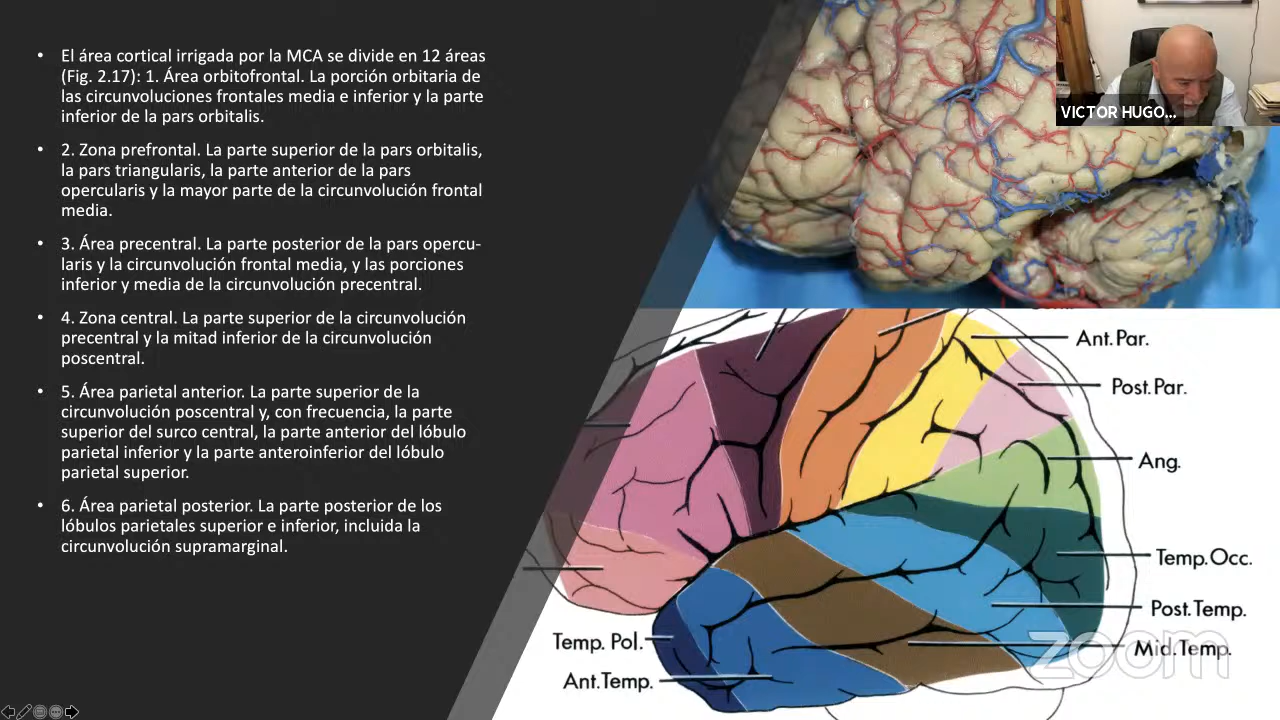 • El área cortical irrigada por la MCA se divide en 12 áreas
(Fig. 2.17): 1. Área orbitofrontal. La porción orbitaria de
las circunvoluciones frontales media e inferior y la parte
inferior de la pars orbitalis.
• 2. Zona prefrontal. La parte superior de la pars orbitalis,
la pars triangularis, la parte anterior de la pars
opercularis y la mayor parte de la circunvolución frontal
media.
• 3. Área precentral. La parte posterior de la pars opercu-
laris y la circunvolución frontal media, y las porciones
inferior y media de la circunvolución precentral.
• 4. Zona central. La parte superior de la circunvolución
precentral y la mitad inferior de la circunvolución
poscentral.
• 5. Área parietal anterior. La parte superior de la
circunvolución poscentral y, con frecuencia, la parte
superior del surco central, la parte anterior del lóbulo
parietal inferior y la parte anteroinferior del lóbulo
parietal superior.
• 6. Área parietal posterior. La parte posterior de los
lóbulos parietales superior e inferior, incluida la
circunvolución supramarginal.
VICTOR HUGO...
Ant. Par.
Post. Par.
Ang.
Temp. Occ.
Post. Temp.
Mid. Temp.
Temp. Pol.
Ant. Temp.
zoom